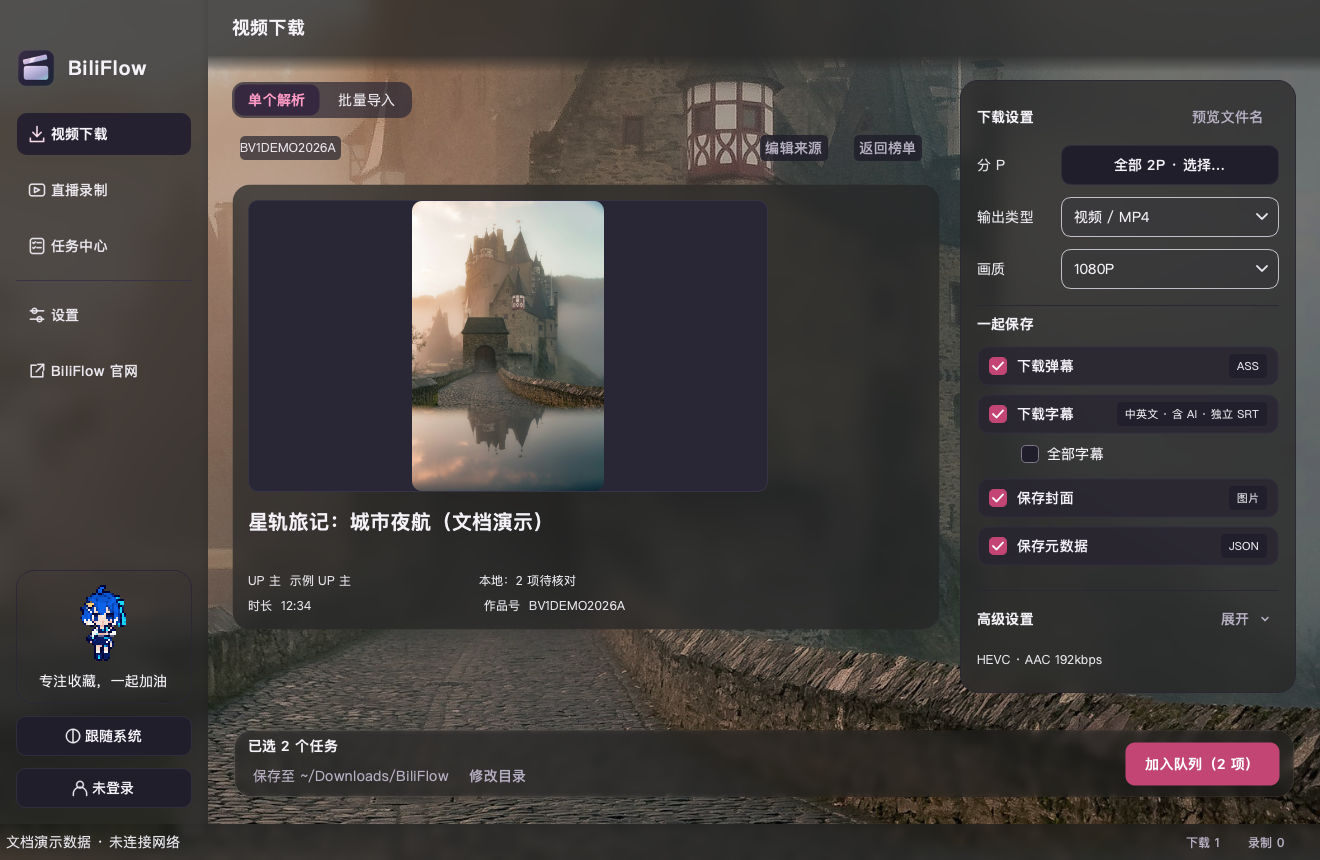 视频下载
BiliFlow
视频下载
直播录制
任务中心
设置
BiliFlow 官网
专注收藏，一起加油
跟随系统
未登录
单个解析
批量导入
BV1DEMO2026A
编辑来源
返回榜单
星轨旅记：城市夜航（文档演示）
UP 主 示例 UP 主
本地：2 项待核对
时长 12:34
作品号 BV1DEMO2026A
下载设置
预览文件名
分 P
全部 2P · 选择...
输出类型
视频 / MP4
画质
1080P
一起保存
下载弹幕
ASS
下载字幕
中英文 · 含 AI · 独立 SRT
全部字幕
保存封面
图片
保存元数据
JSON
高级设置
展开
HEVC · AAC 192kbps
已选 2 个任务
保存至 ~/Downloads/BiliFlow
修改目录
加入队列（2 项）
文档演示数据 · 未连接网络
下载 1
录制 0